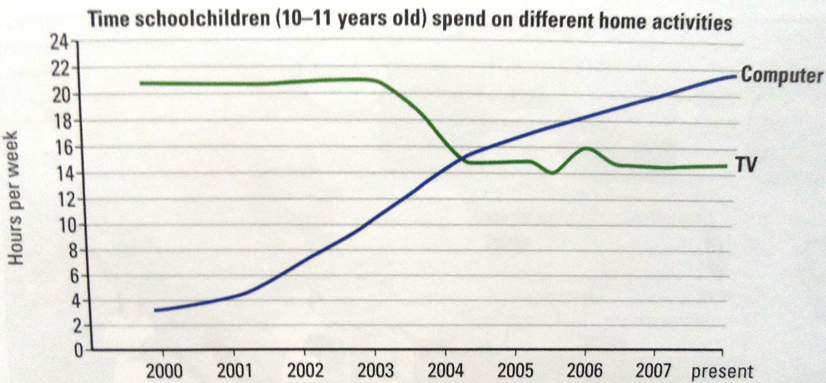 Time schoolchildren (10–11 years old) spend on different home activities
Hours per week
24
22
20
18
16
14
12
10
8
6
4
2
0
Computer
TV
2000 2001 2002 2003 2004 2005 2006 2007 present